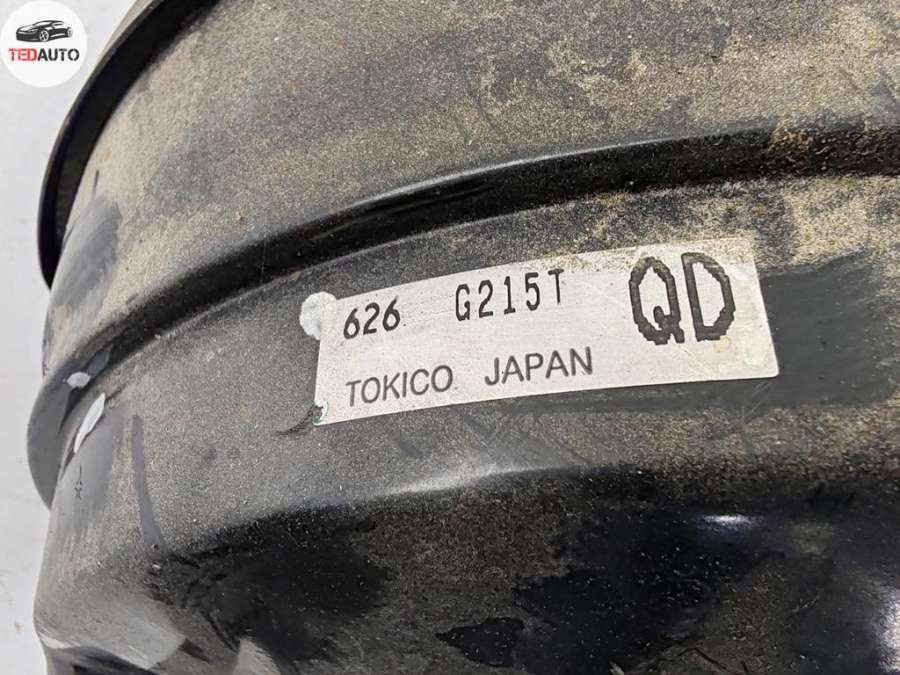 TEDAUTO
626 G215T QD
TOKICO JAPAN